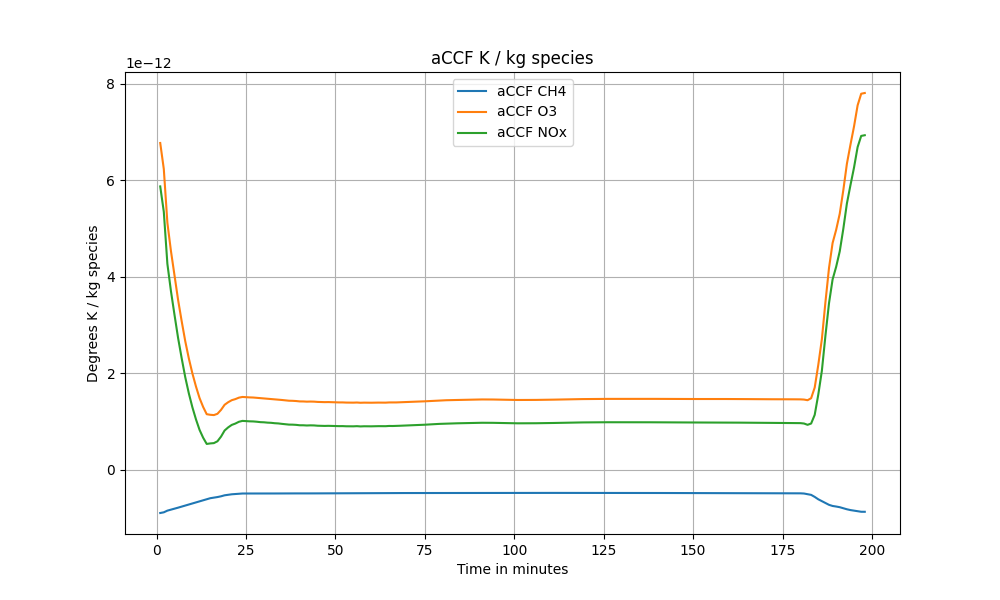 aCCF K / kg species
1e−12
aCCF CH4
aCCF O3
aCCF NOx
Degrees K / kg species
8
6
4
2
0
0 25 50 75 100 125 150 175 200
Time in minutes